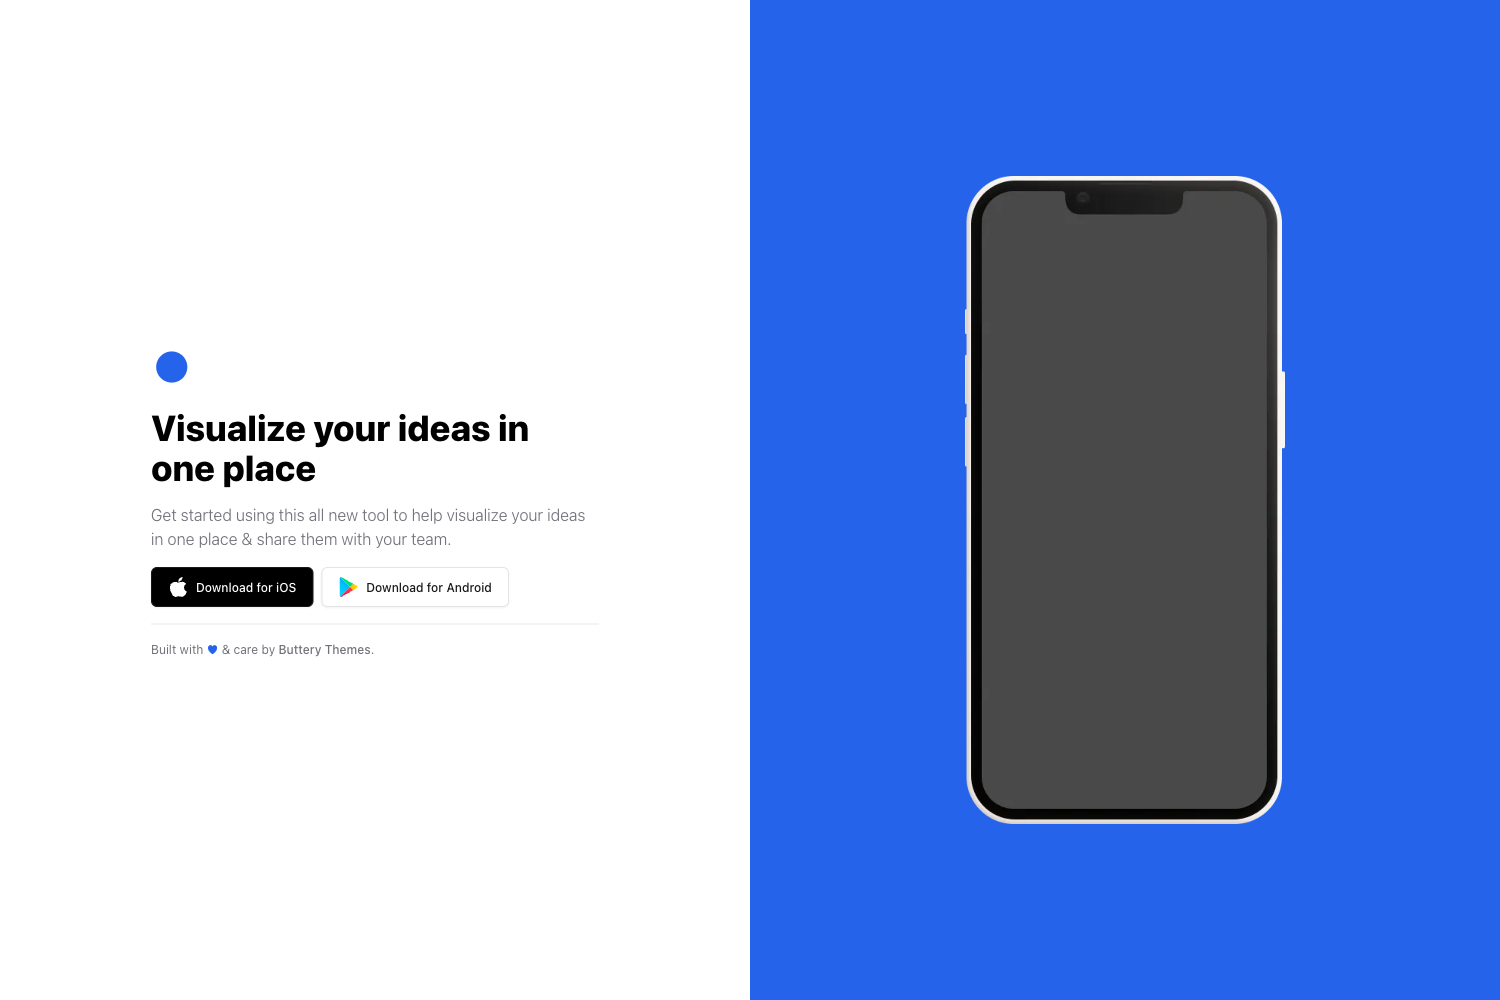 Visualize your ideas in
one place
Get started using this all new tool to help visualize your ideas
in one place & share them with your team.
Download for iOS
Download for Android
Built with 💙 & care by Buttery Themes.